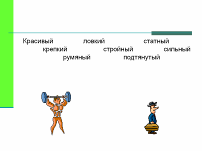 Красивый ловкий статный
крепкий стройный сильный
румяный подтянутый